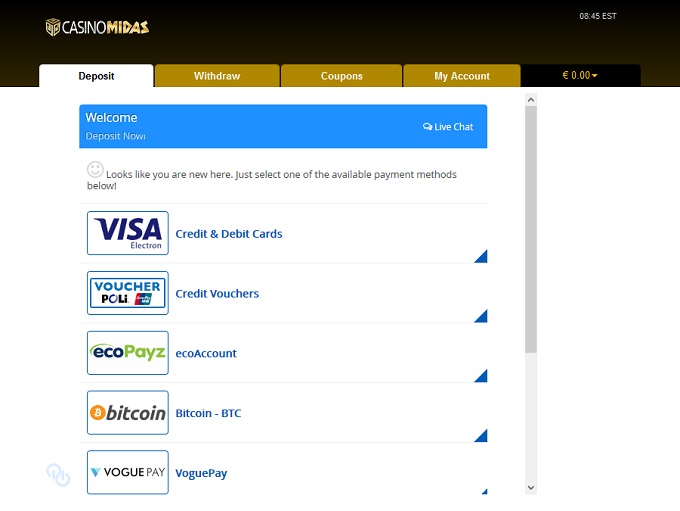 08:45 EST
CASINOMIDAS
Deposit
Withdraw
Coupons
My Account
€ 0.00
Welcome
Live Chat
Deposit Now!
Looks like you are new here. Just select one of the available payment methods
below!
VISA
Electron
Credit & Debit Cards
VOUCHER
POLi
Credit Vouchers
ecoPayz
ecoAccount
bitcoin
Bitcoin - BTC
VOGUE PAY
VoguePay